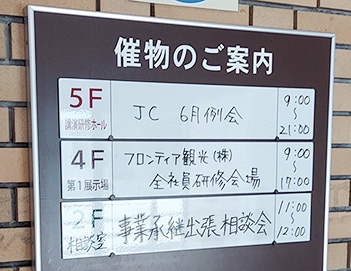 催物のご案内
5F
講演研修ホール
JC 6月例会
9:00
～
21:00
4F
第1展示場
フロンティア観光(株)
全社員研修会場
9:00
～
17:00
2F
相談室
事業承継出張相談会
11:00
～
12:00